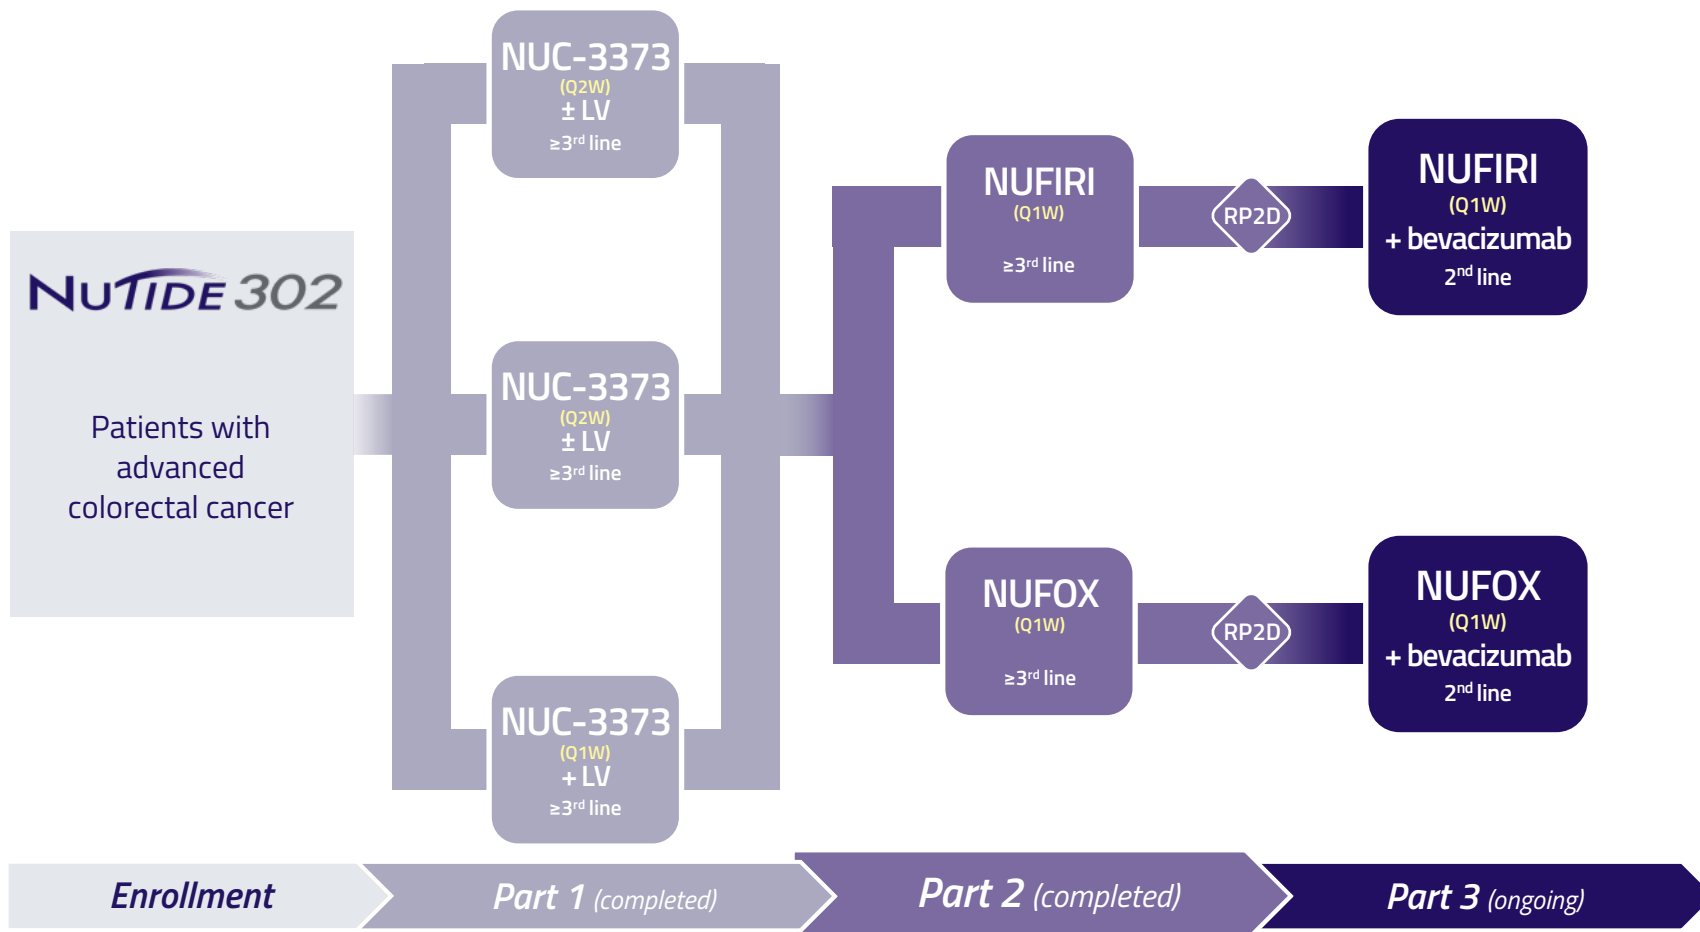 NUTIDE 302
Patients with
advanced
colorectal cancer
NUC-3373
(Q2W)
± LV
≥3rd line
NUC-3373
(Q2W)
± LV
≥3rd line
NUC-3373
(Q1W)
+ LV
≥3rd line
NUFIRI
(Q1W)
≥3rd line
NUFOX
(Q1W)
≥3rd line
RP2D
RP2D
NUFIRI
(Q1W)
+ bevacizumab
2nd line
NUFOX
(Q1W)
+ bevacizumab
2nd line
Enrollment
Part 1 (completed)
Part 2 (completed)
Part 3 (ongoing)